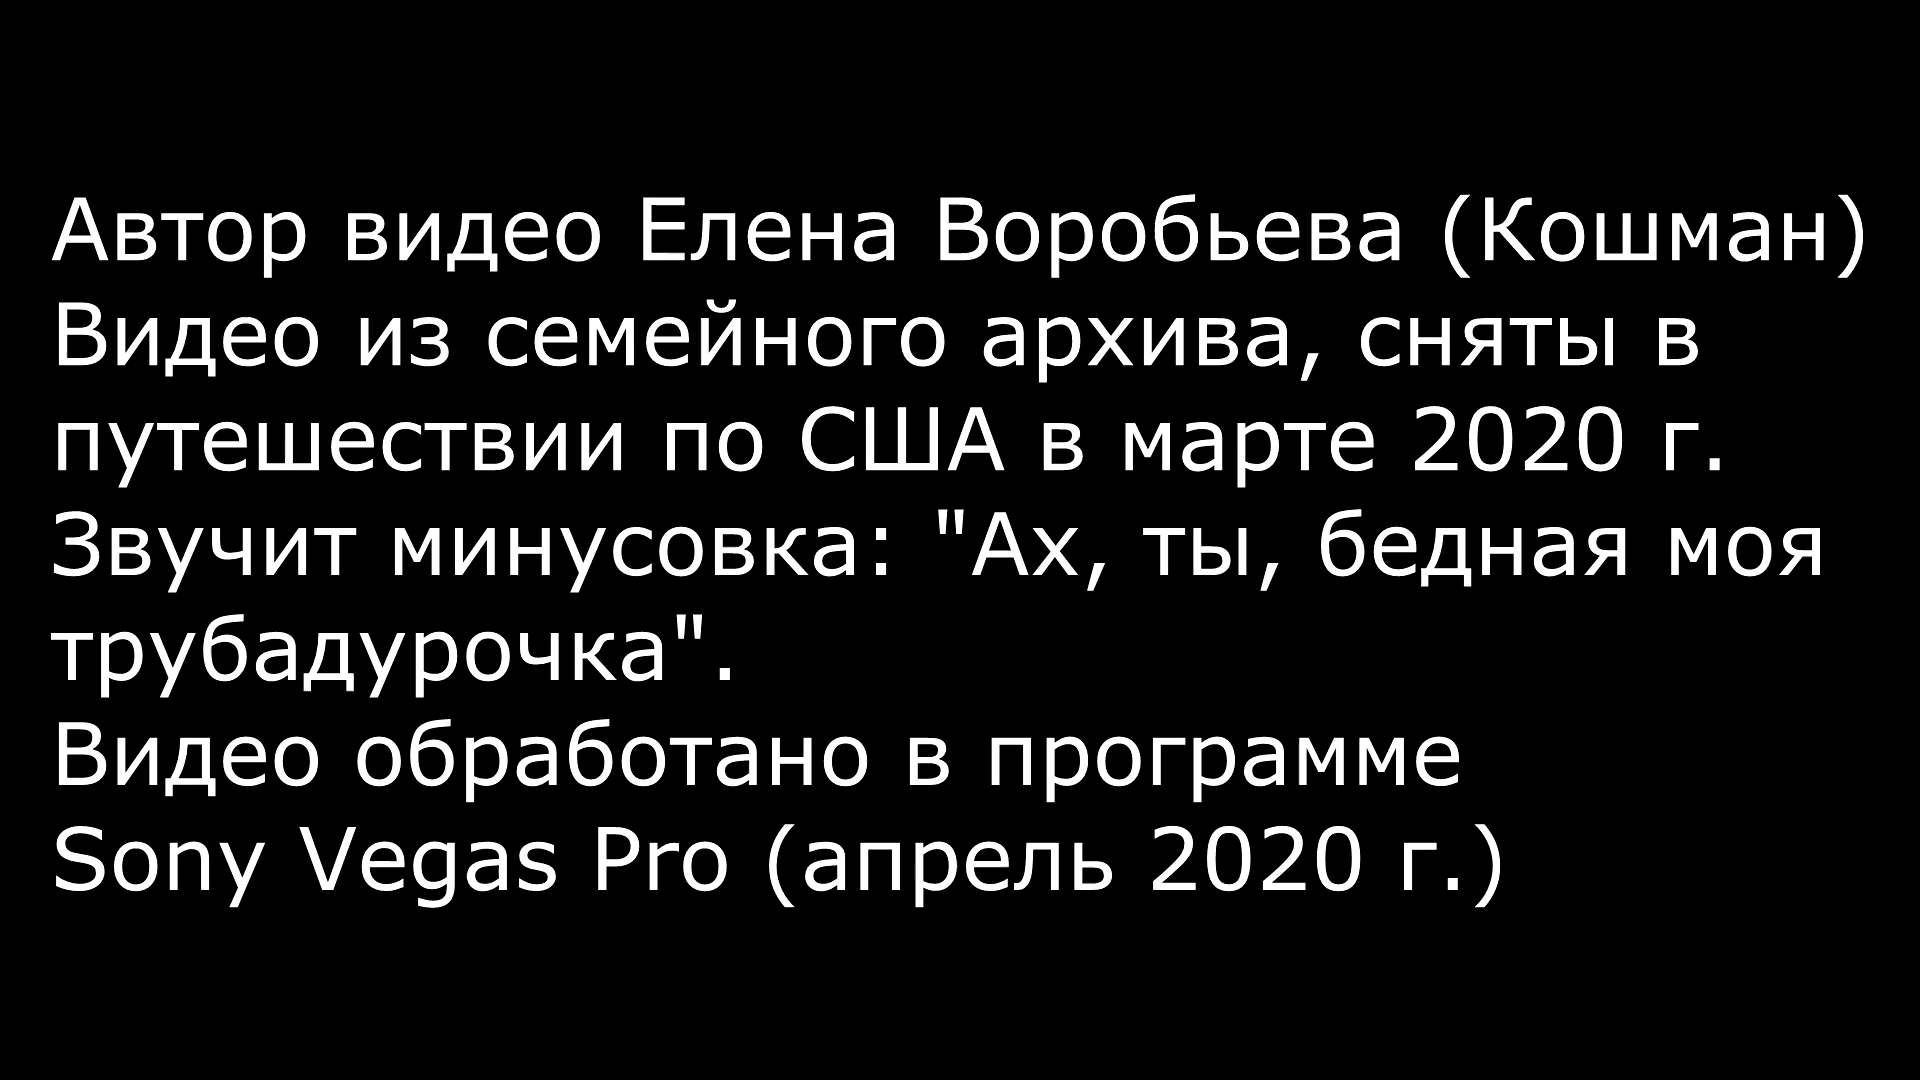 Автор видео Елена Воробьева (Кошман)
Видео из семейного архива, сняты в
путешествии по США в марте 2020 г.
Звучит минусовка: "Ах, ты, бедная моя
трубадурочка".
Видео обработано в программе
Sony Vegas Pro (апрель 2020 г.)